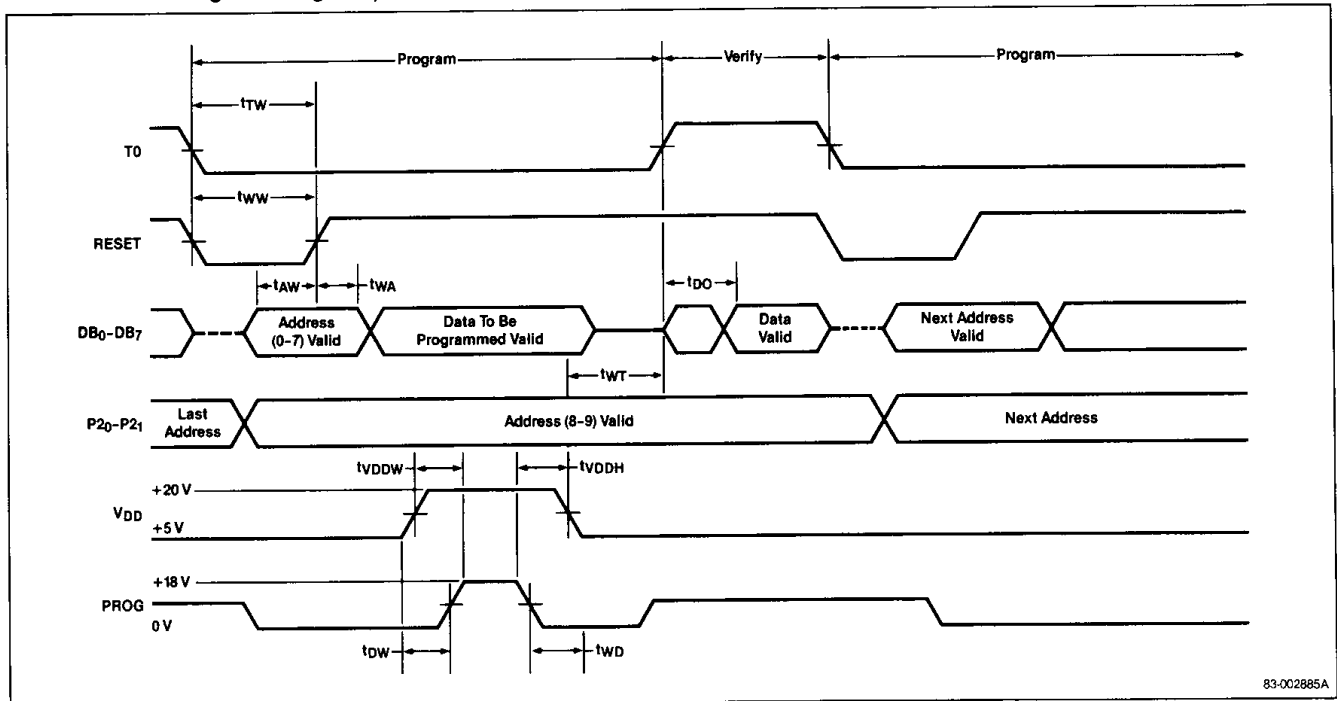 Program
Verify
Program
tTW
T0
tWW
RESET
tAW
tWA
tDO
DB0-DB7
Address
(0-7) Valid
Data To Be
Programmed Valid
Data
Valid
Next Address
Valid
tWT
P20-P21
Last
Address
Address (8-9) Valid
Next Address
tVDDW
tVDDH
+20 V
VDD
+5 V
+18 V
PROG
0 V
tDW
tWD
83-002885A